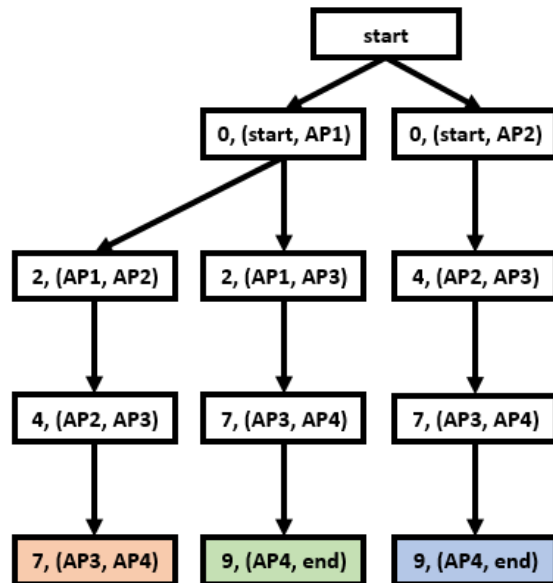 start
0, (start, AP1)
0, (start, AP2)
2, (AP1, AP2)
2, (AP1, AP3)
4, (AP2, AP3)
4, (AP2, AP3)
7, (AP3, AP4)
7, (AP3, AP4)
7, (AP3, AP4)
9, (AP4, end)
9, (AP4, end)